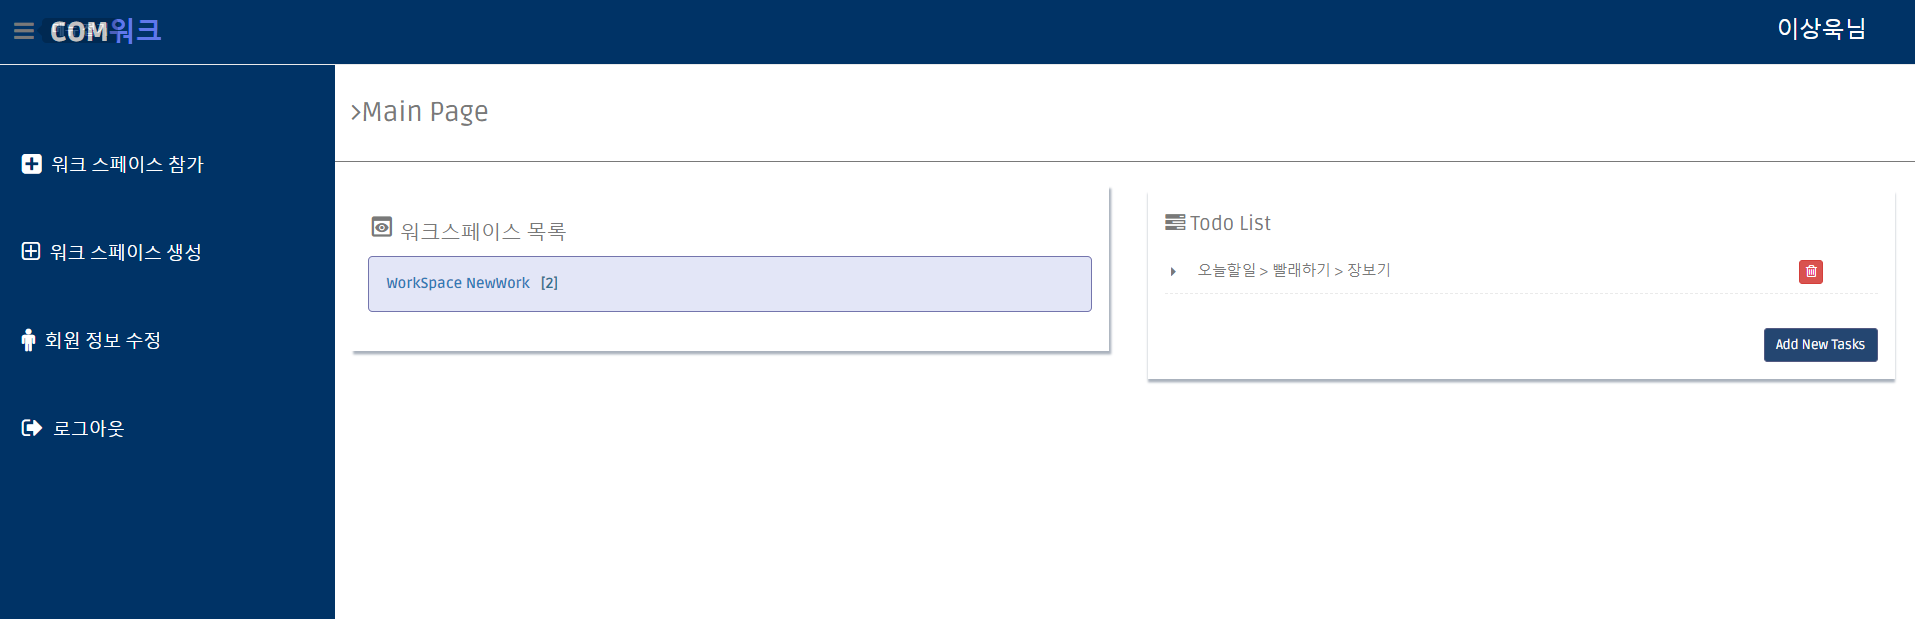 COM워크
이상욱님
워크 스페이스 참가
워크 스페이스 생성
회원 정보 수정
로그아웃
>Main Page
워크스페이스 목록
WorkSpace NewWork [2]
Todo List
오늘할일 > 빨래하기 > 장보기
Add New Tasks